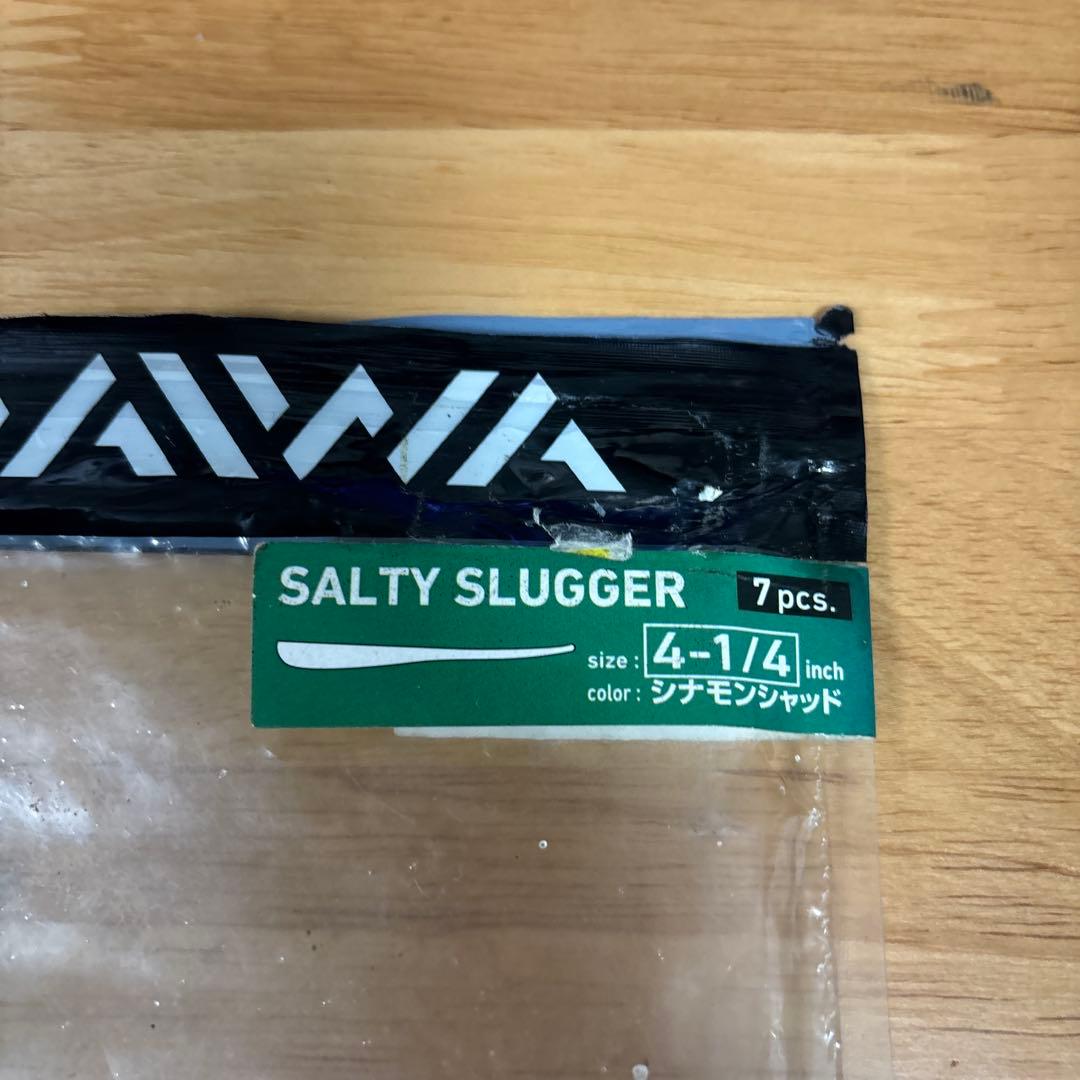 DAIWA
SALTY SLUGGER
7 pcs.
size : 4-1/4 inch
color : シナモンシャッド